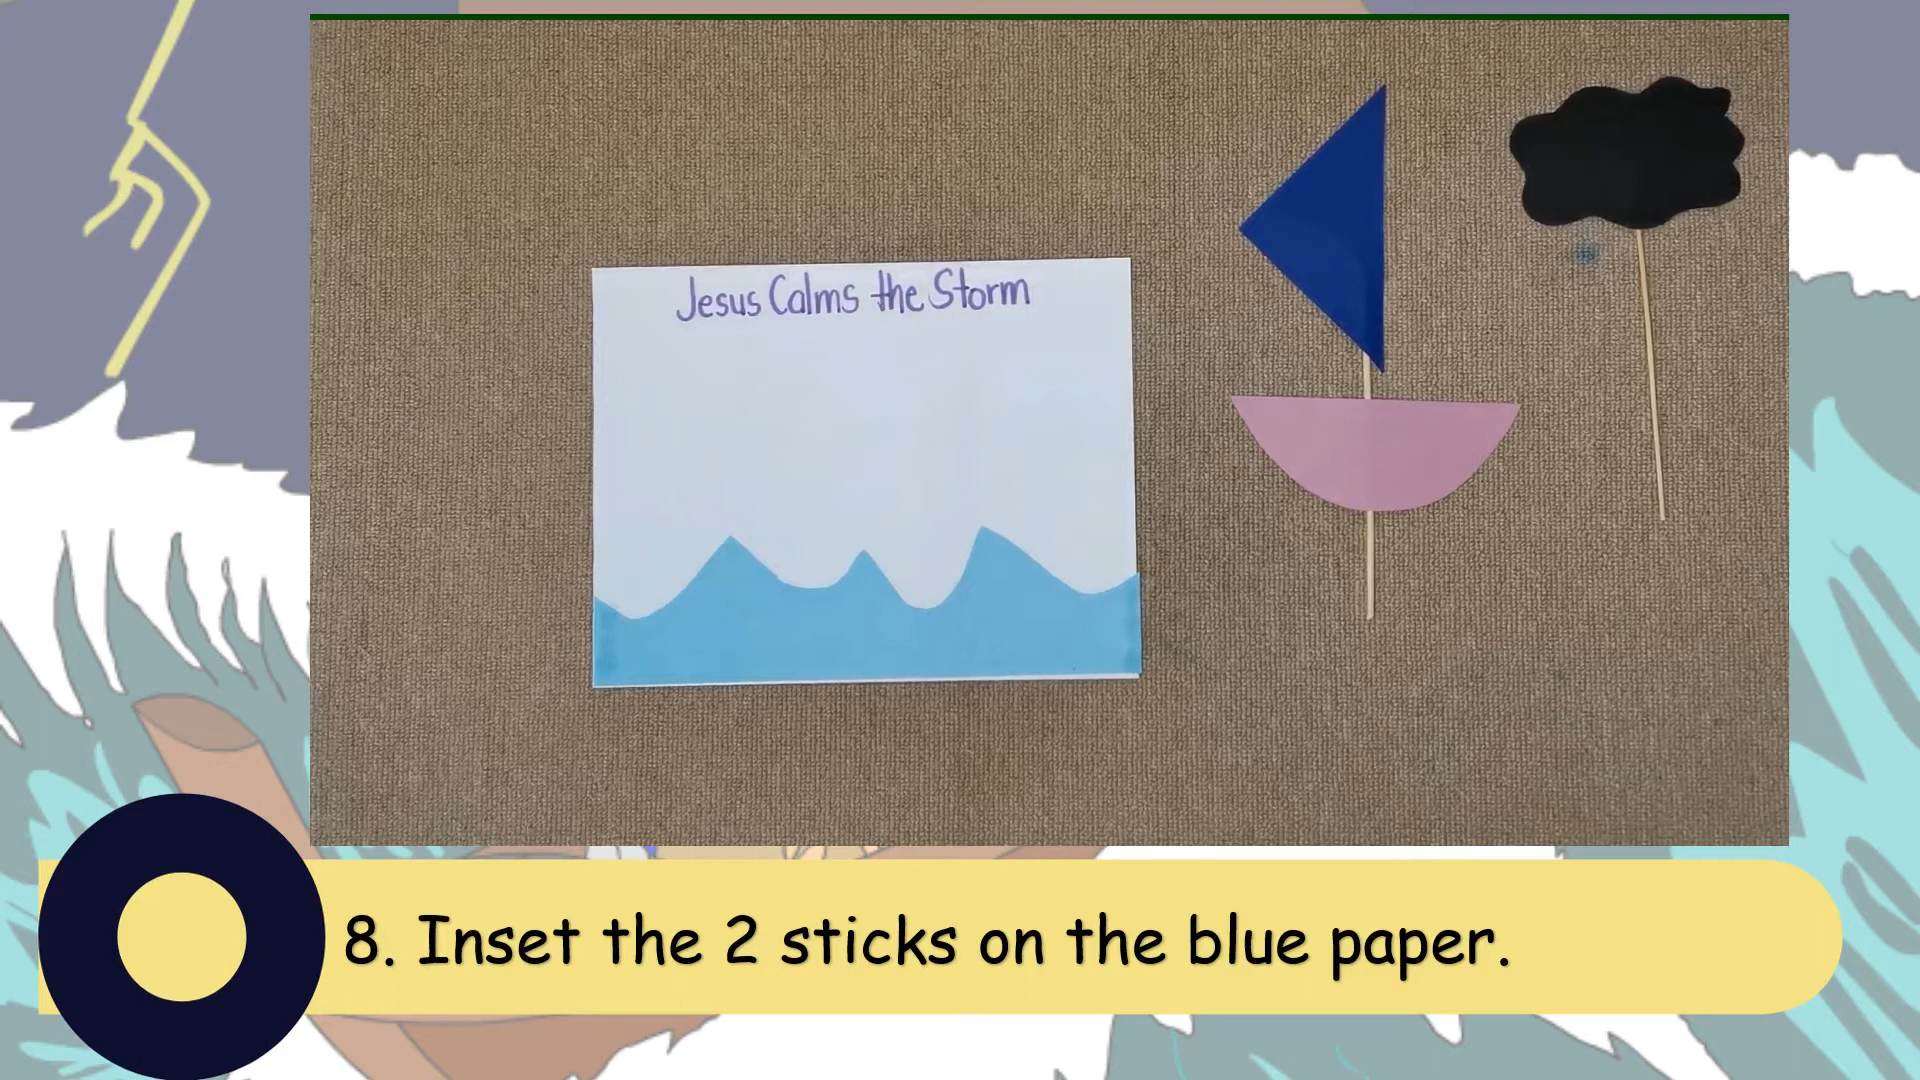 Jesus Calms the Storm
8. Inset the 2 sticks on the blue paper.